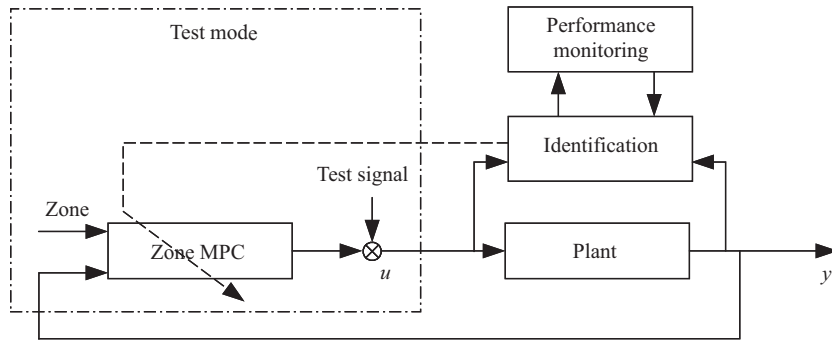 Test mode
Performance
monitoring
Identification
Test signal
Zone
Zone MPC
u
Plant
y